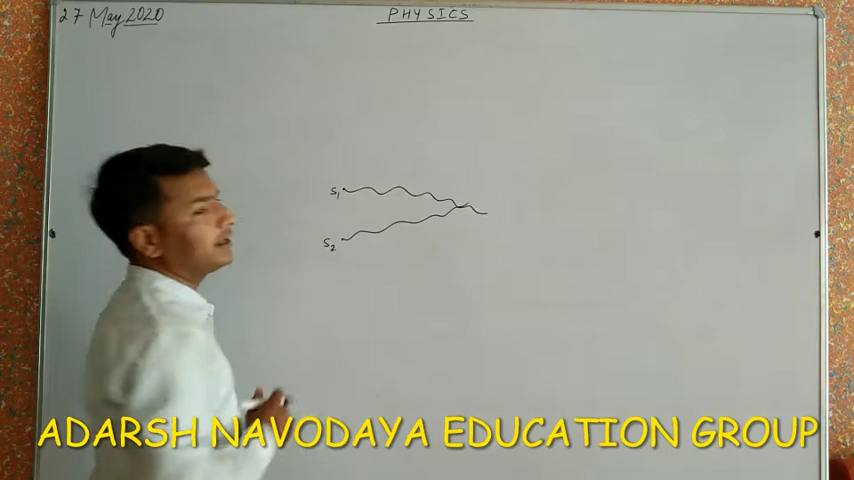 27 May 2020
PHYSICS
S1
S2
ADARSH NAVODAYA EDUCATION GROUP